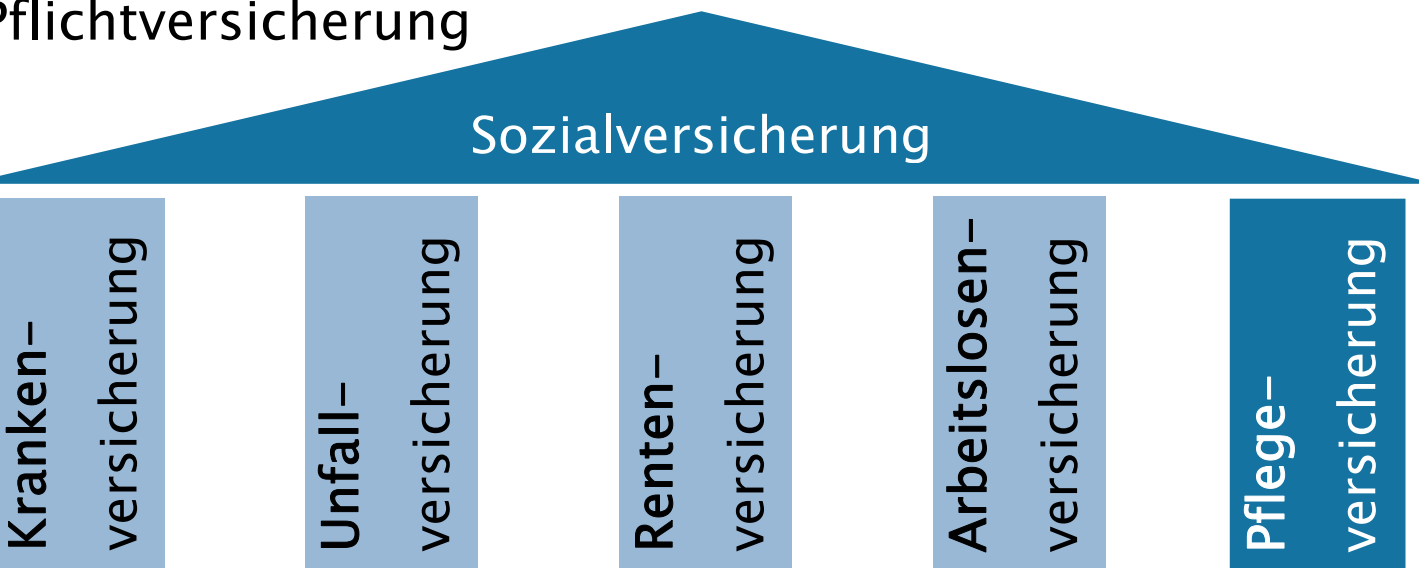 Pflichtversicherung
Sozialversicherung
Kranken-
versicherung
Unfall-
versicherung
Renten-
versicherung
Arbeitslosen-
versicherung
Pflege-
versicherung